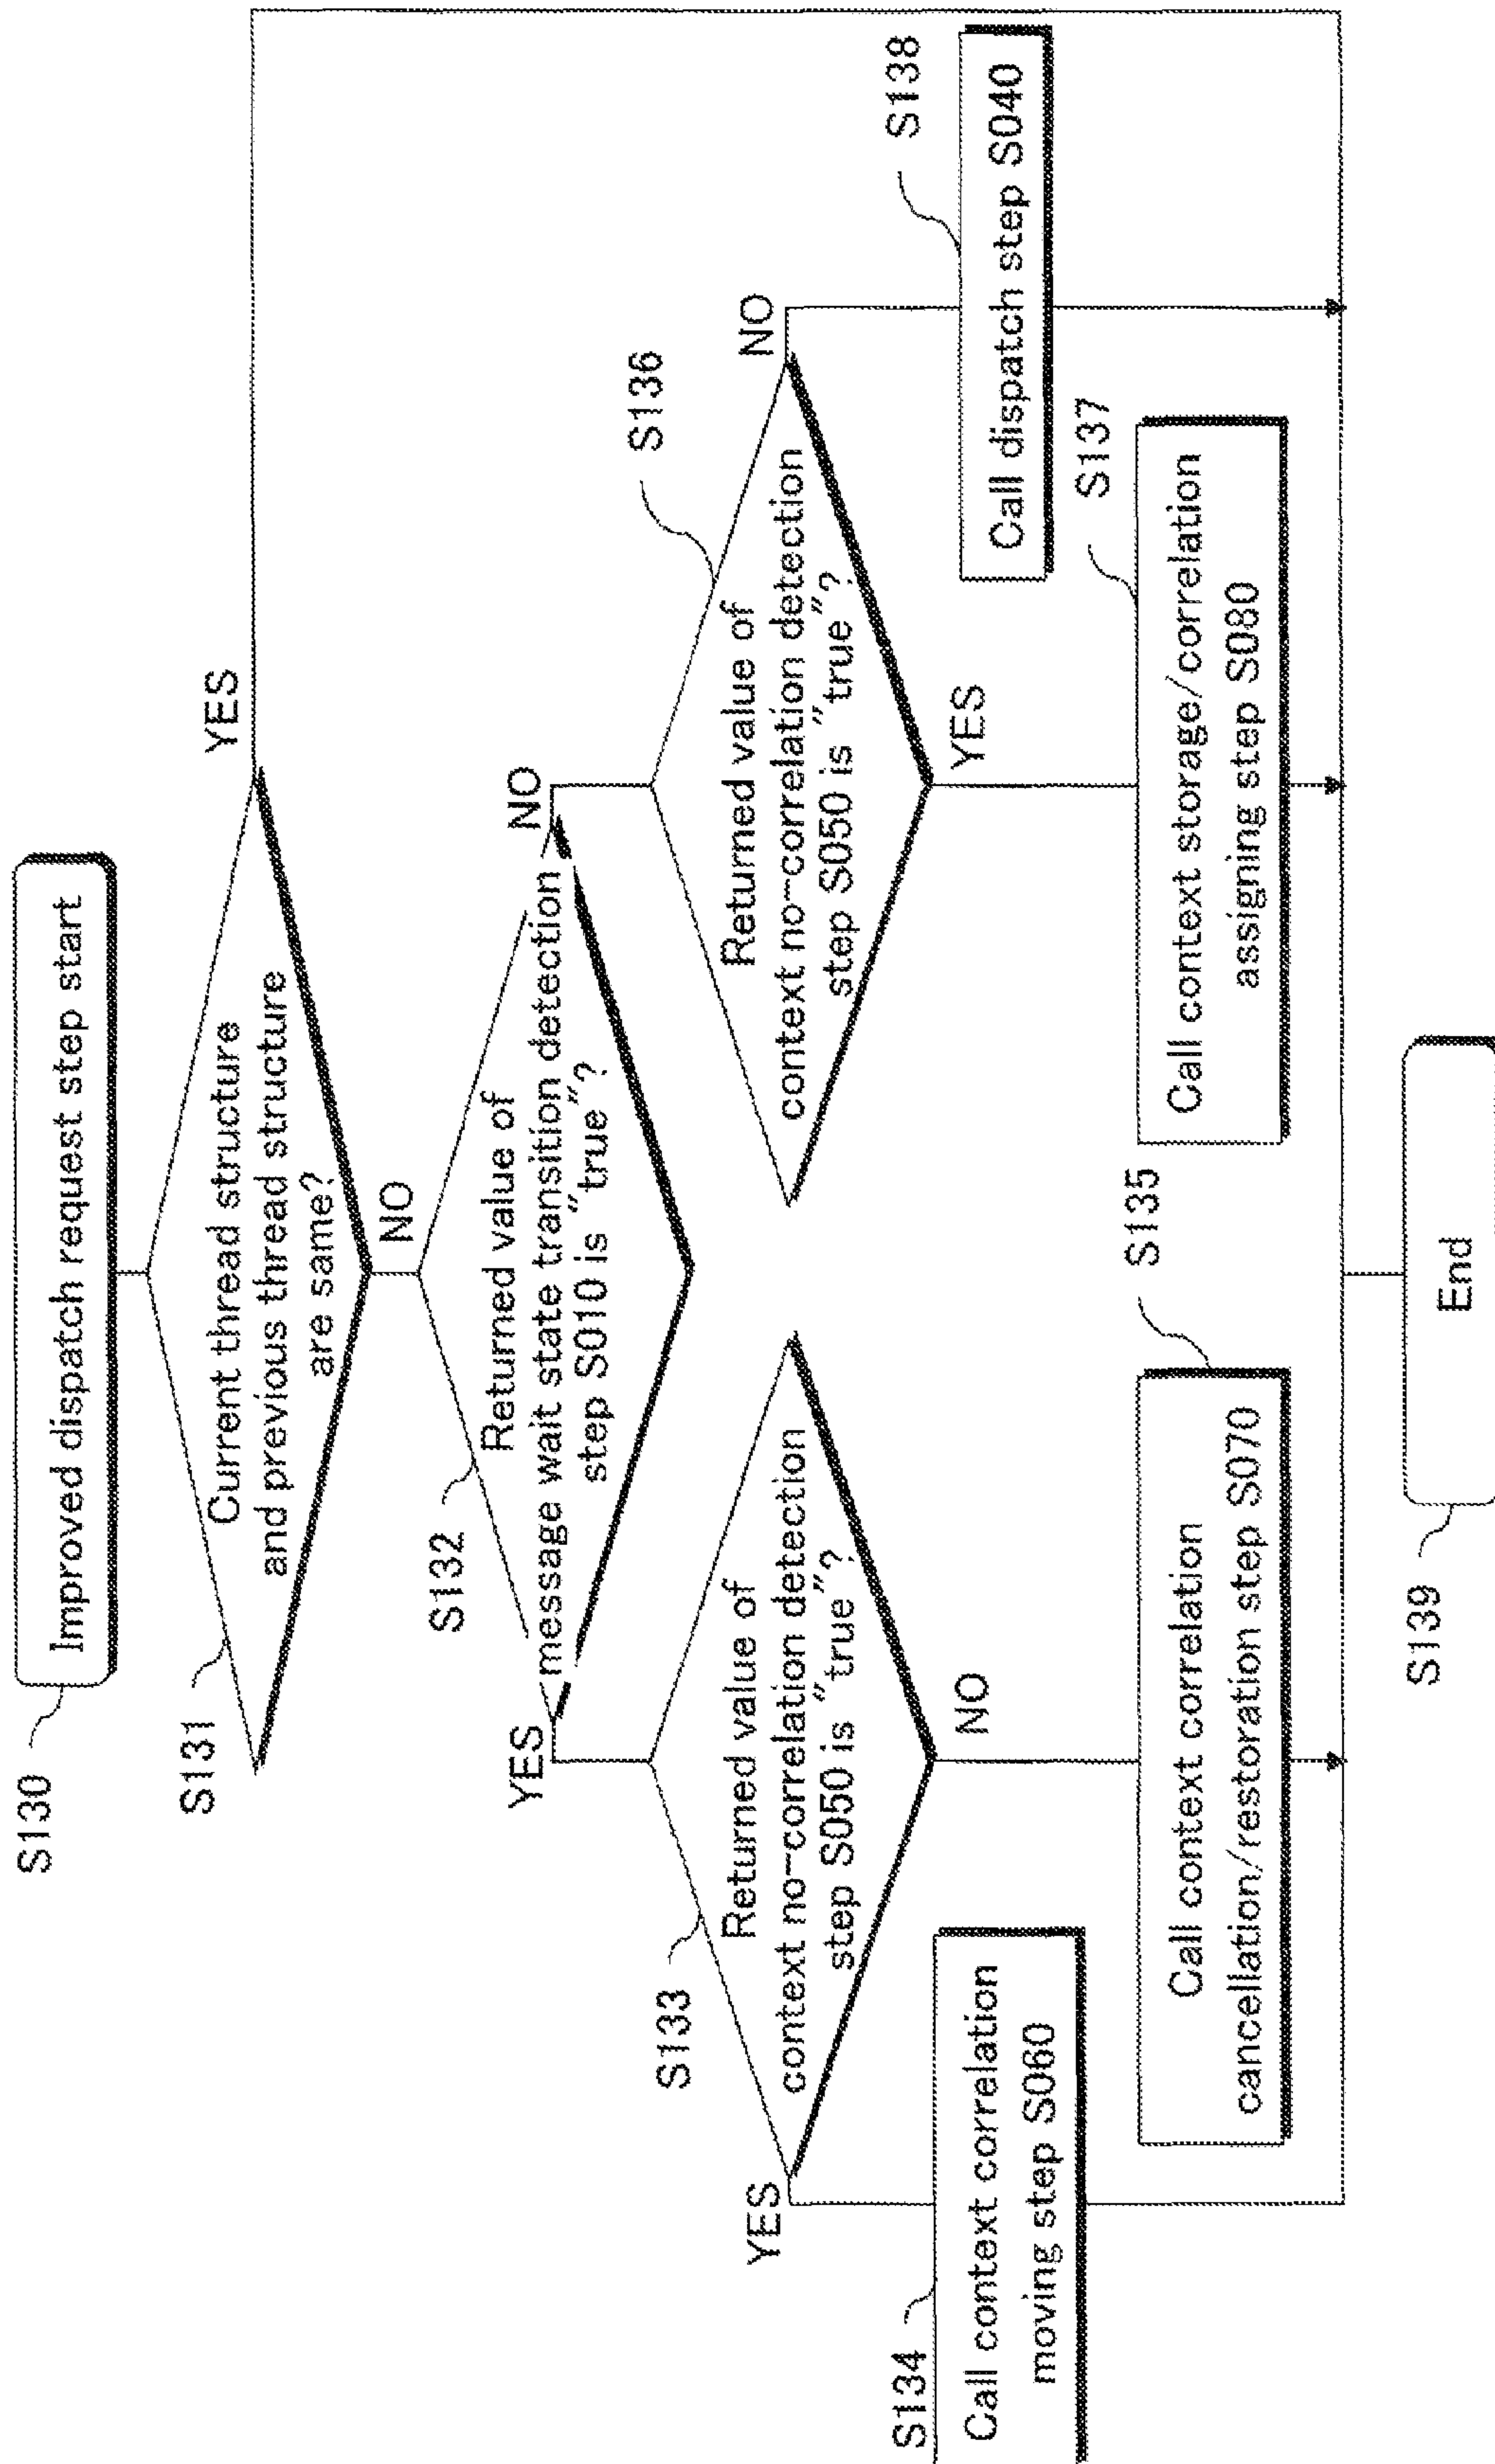 S130
Improved dispatch request step start
S131
Current thread structure
and previous thread structure
are same?
YES
NO
S132
Returned value of
message wait state transition detection
step S010 is "true"?
YES
NO
S133
Returned value of
context no-correlation detection
step S050 is "true"?
YES
NO
S136
Returned value of
context no-correlation detection
step S050 is "true"?
NO
YES
S134
Call context correlation
moving step S060
S135
Call context correlation
cancellation/restoration step S070
S137
Call context storage/correlation
assigning step S080
S138
Call dispatch step S040
S139
End